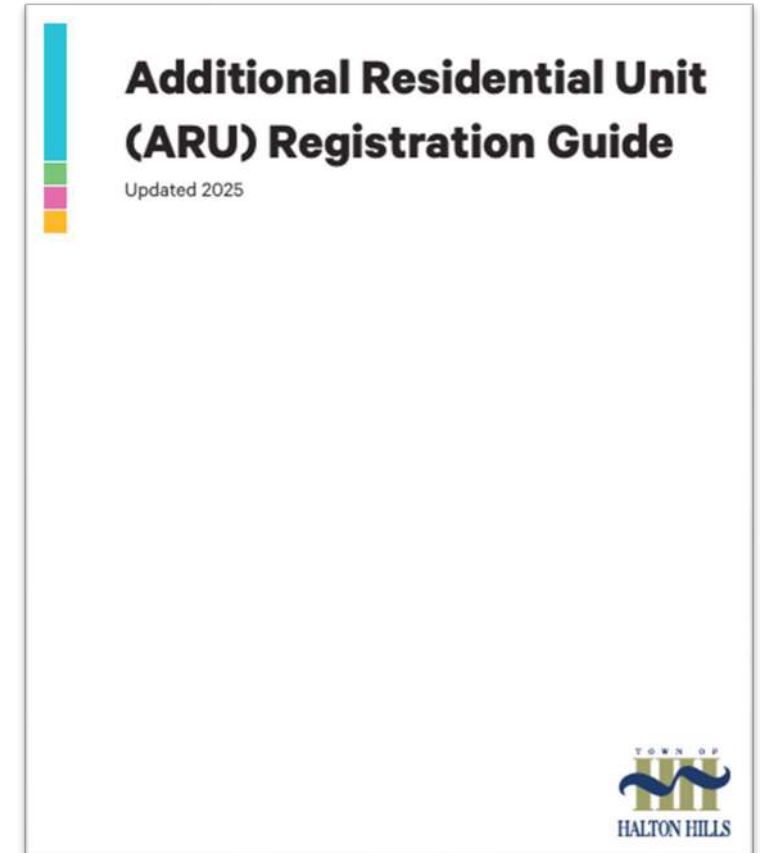 Additional Residential Unit
(ARU) Registration Guide
Updated 2025
TOWN OF
HALTON HILLS